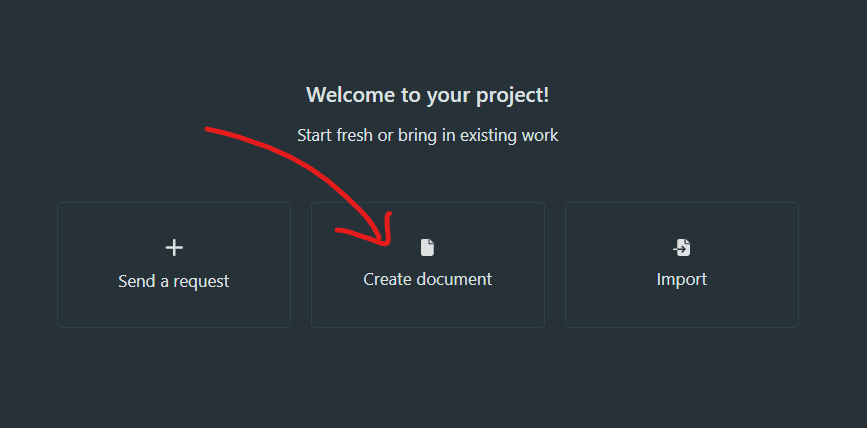 Welcome to your project!
Start fresh or bring in existing work
Send a request
Create document
Import